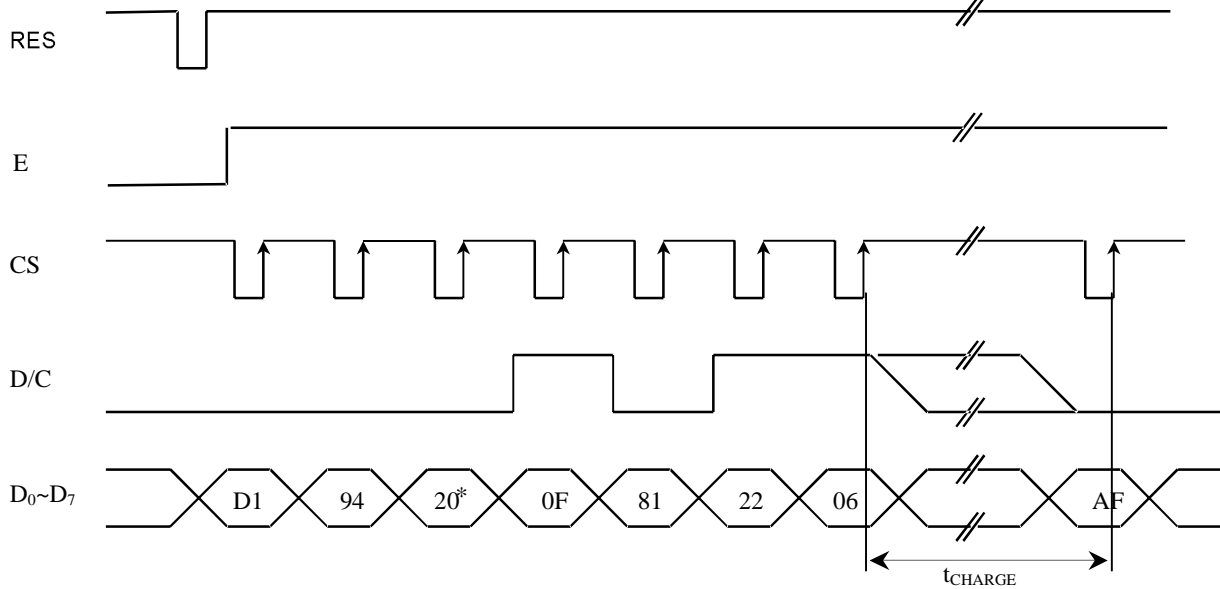 RES
E
CS
D/C
D₀~D₇ D1 94 20* 0F 81 22 06 AF
tCHARGE